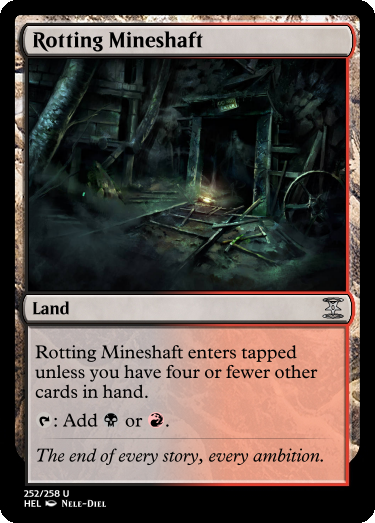 Rotting Mineshaft
Land
Rotting Mineshaft enters tapped
unless you have four or fewer other
cards in hand.
: Add or .
The end of every story, every ambition.
252/258 U
HEL Nele-Diel